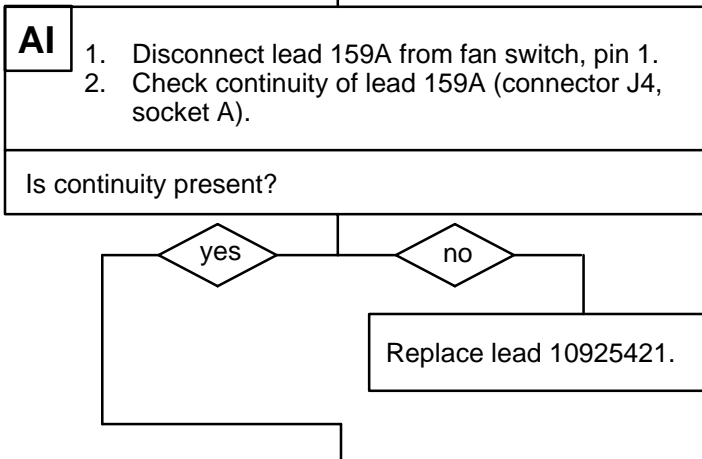 AI
1. Disconnect lead 159A from fan switch, pin 1.
2. Check continuity of lead 159A (connector J4,
socket A).
Is continuity present?
yes
no
Replace lead 10925421.